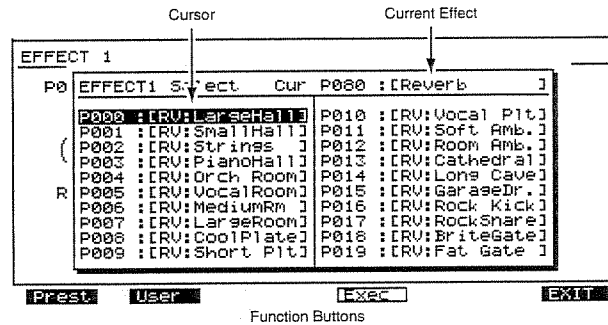 Cursor
Current Effect
EFFECT 1
P0
EFFECT1 Select Cur P080 :[Reverb ]
P000 :[RV:LargeHall]
P001 :[RV:SmallHall]
P002 :[RV:Strings ]
P003 :[RV:PianoHall]
P004 :[RV:Orch Room]
P005 :[RV:VocalRoom]
P006 :[RV:MediumRm ]
P007 :[RV:LargeRoom]
P008 :[RV:CoolPlate]
P009 :[RV:Short Plt]
P010 :[RV:Vocal Plt]
P011 :[RV:Soft Amb.]
P012 :[RV:Room Amb.]
P013 :[RV:Cathedral]
P014 :[RV:Long Cave]
P015 :[RV:GarageDr.]
P016 :[RV:Rock Kick]
P017 :[RV:RockShare]
P018 :[RV:BriteGate]
P019 :[RV:Fat Gate ]
(
R
Prest User Exec EXIT
Function Buttons